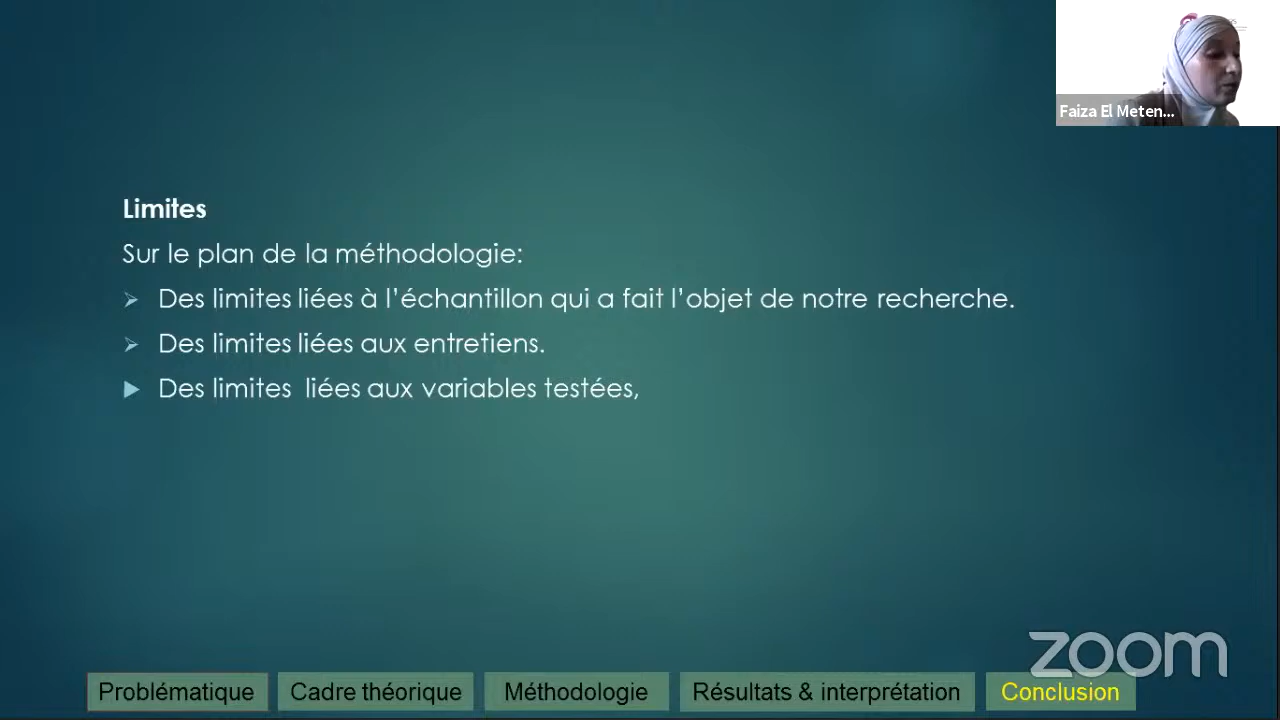 Faiza El Meten...
Limites
Sur le plan de la méthodologie:
Des limites liées à l’échantillon qui a fait l’objet de notre recherche.
Des limites liées aux entretiens.
Des limites liées aux variables testées,
zoom
Problématique
Cadre théorique
Méthodologie
Résultats & interprétation
Conclusion